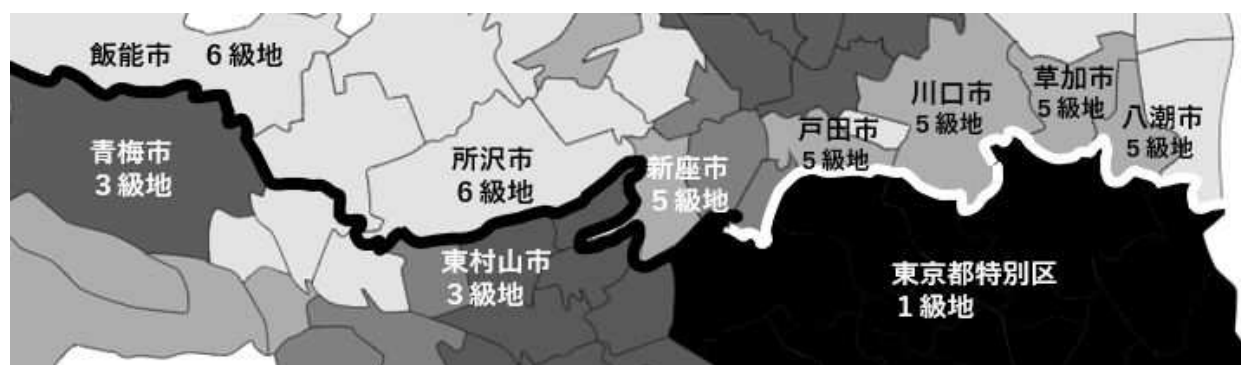 飯能市 6級地
青梅市
3級地
所沢市
6級地
東村山市
3級地
新座市
5級地
戸田市
5級地
川口市
5級地
草加市
5級地
八潮市
5級地
東京都特別区
1級地